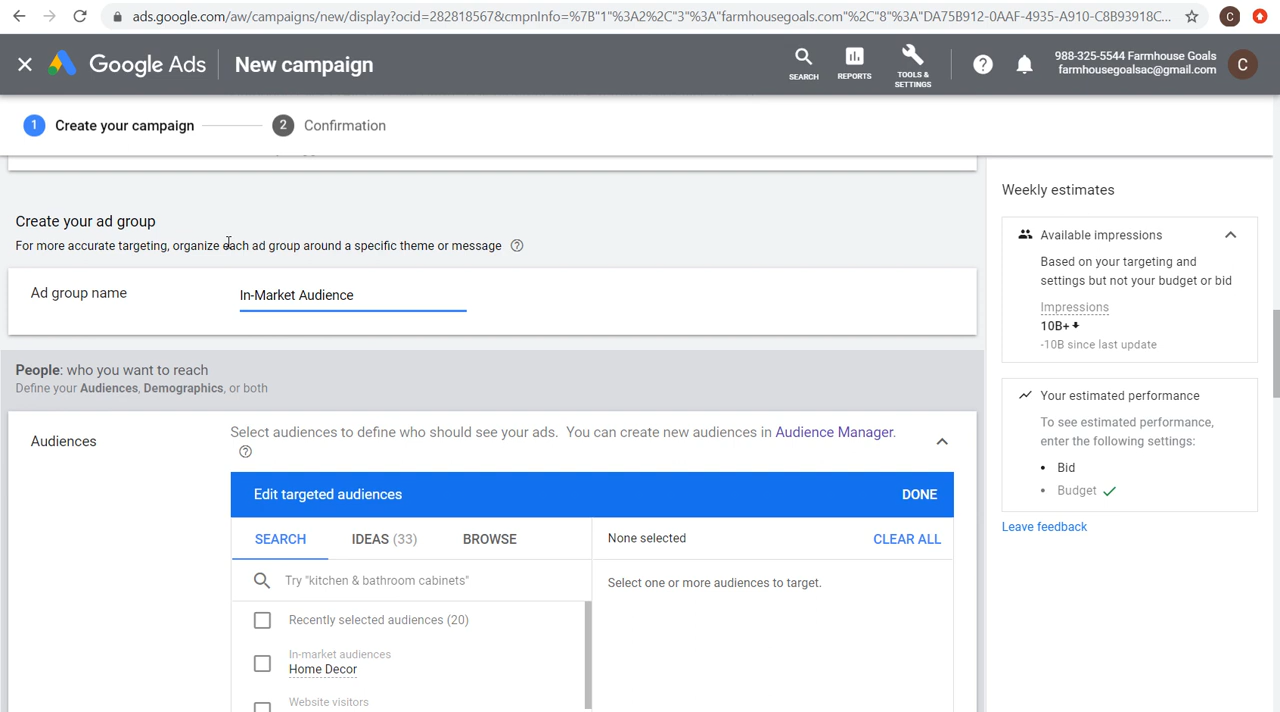 ads.google.com/aw/campaigns/new/display?ocid=282818567&cmpnInfo=%7B"1"%3A2%2C"3"%3A"farmhousegoals.com"%2C"8"%3A"DA75B912-0AAF-4935-A910-C8B93918C...
C
Google Ads
New campaign
SEARCH
REPORTS
TOOLS &
SETTINGS
988-325-5544 Farmhouse Goals
farmhousegoalsac@gmail.com
C
1 Create your campaign
2 Confirmation
Create your ad group
For more accurate targeting, organize each ad group around a specific theme or message
Ad group name
In-Market Audience
People: who you want to reach
Define your Audiences, Demographics, or both
Audiences
Select audiences to define who should see your ads. You can create new audiences in Audience Manager.
Edit targeted audiences
DONE
SEARCH
IDEAS (33)
BROWSE
None selected
CLEAR ALL
Try "kitchen & bathroom cabinets"
Select one or more audiences to target.
Recently selected audiences (20)
In-market audiences
Home Decor
Website visitors
Weekly estimates
Available impressions
Based on your targeting and
settings but not your budget or bid
Impressions
10B+
-10B since last update
Your estimated performance
To see estimated performance,
enter the following settings:
• Bid
• Budget
Leave feedback